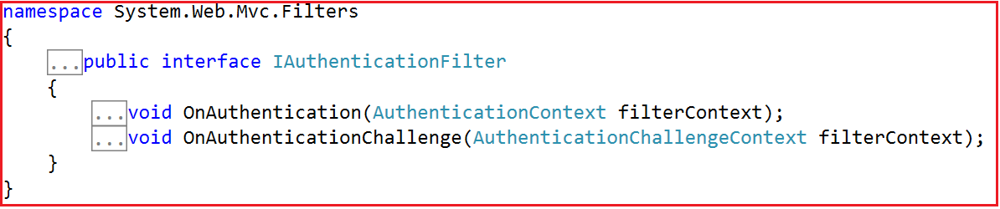 namespace System.Web.Mvc.Filters
{
...public interface IAuthenticationFilter
{
...void OnAuthentication(AuthenticationContext filterContext);
...void OnAuthenticationChallenge(AuthenticationChallengeContext filterContext);
}
}